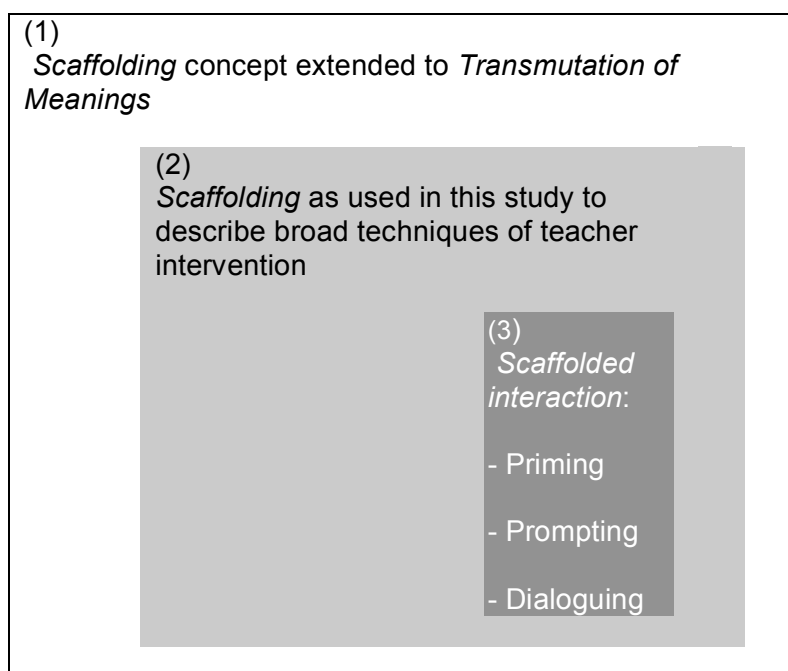 (1)
Scaffolding concept extended to Transmutation of
Meanings
(2)
Scaffolding as used in this study to
describe broad techniques of teacher
intervention
(3)
Scaffolded
interaction:
- Priming
- Prompting
- Dialoguing